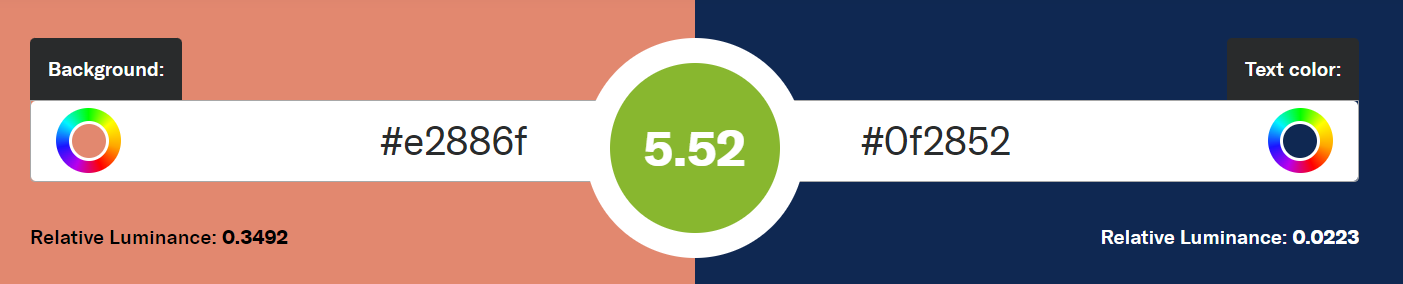 Background:
Text color:
#e2886f
5.52
#0f2852
Relative Luminance: 0.3492
Relative Luminance: 0.0223